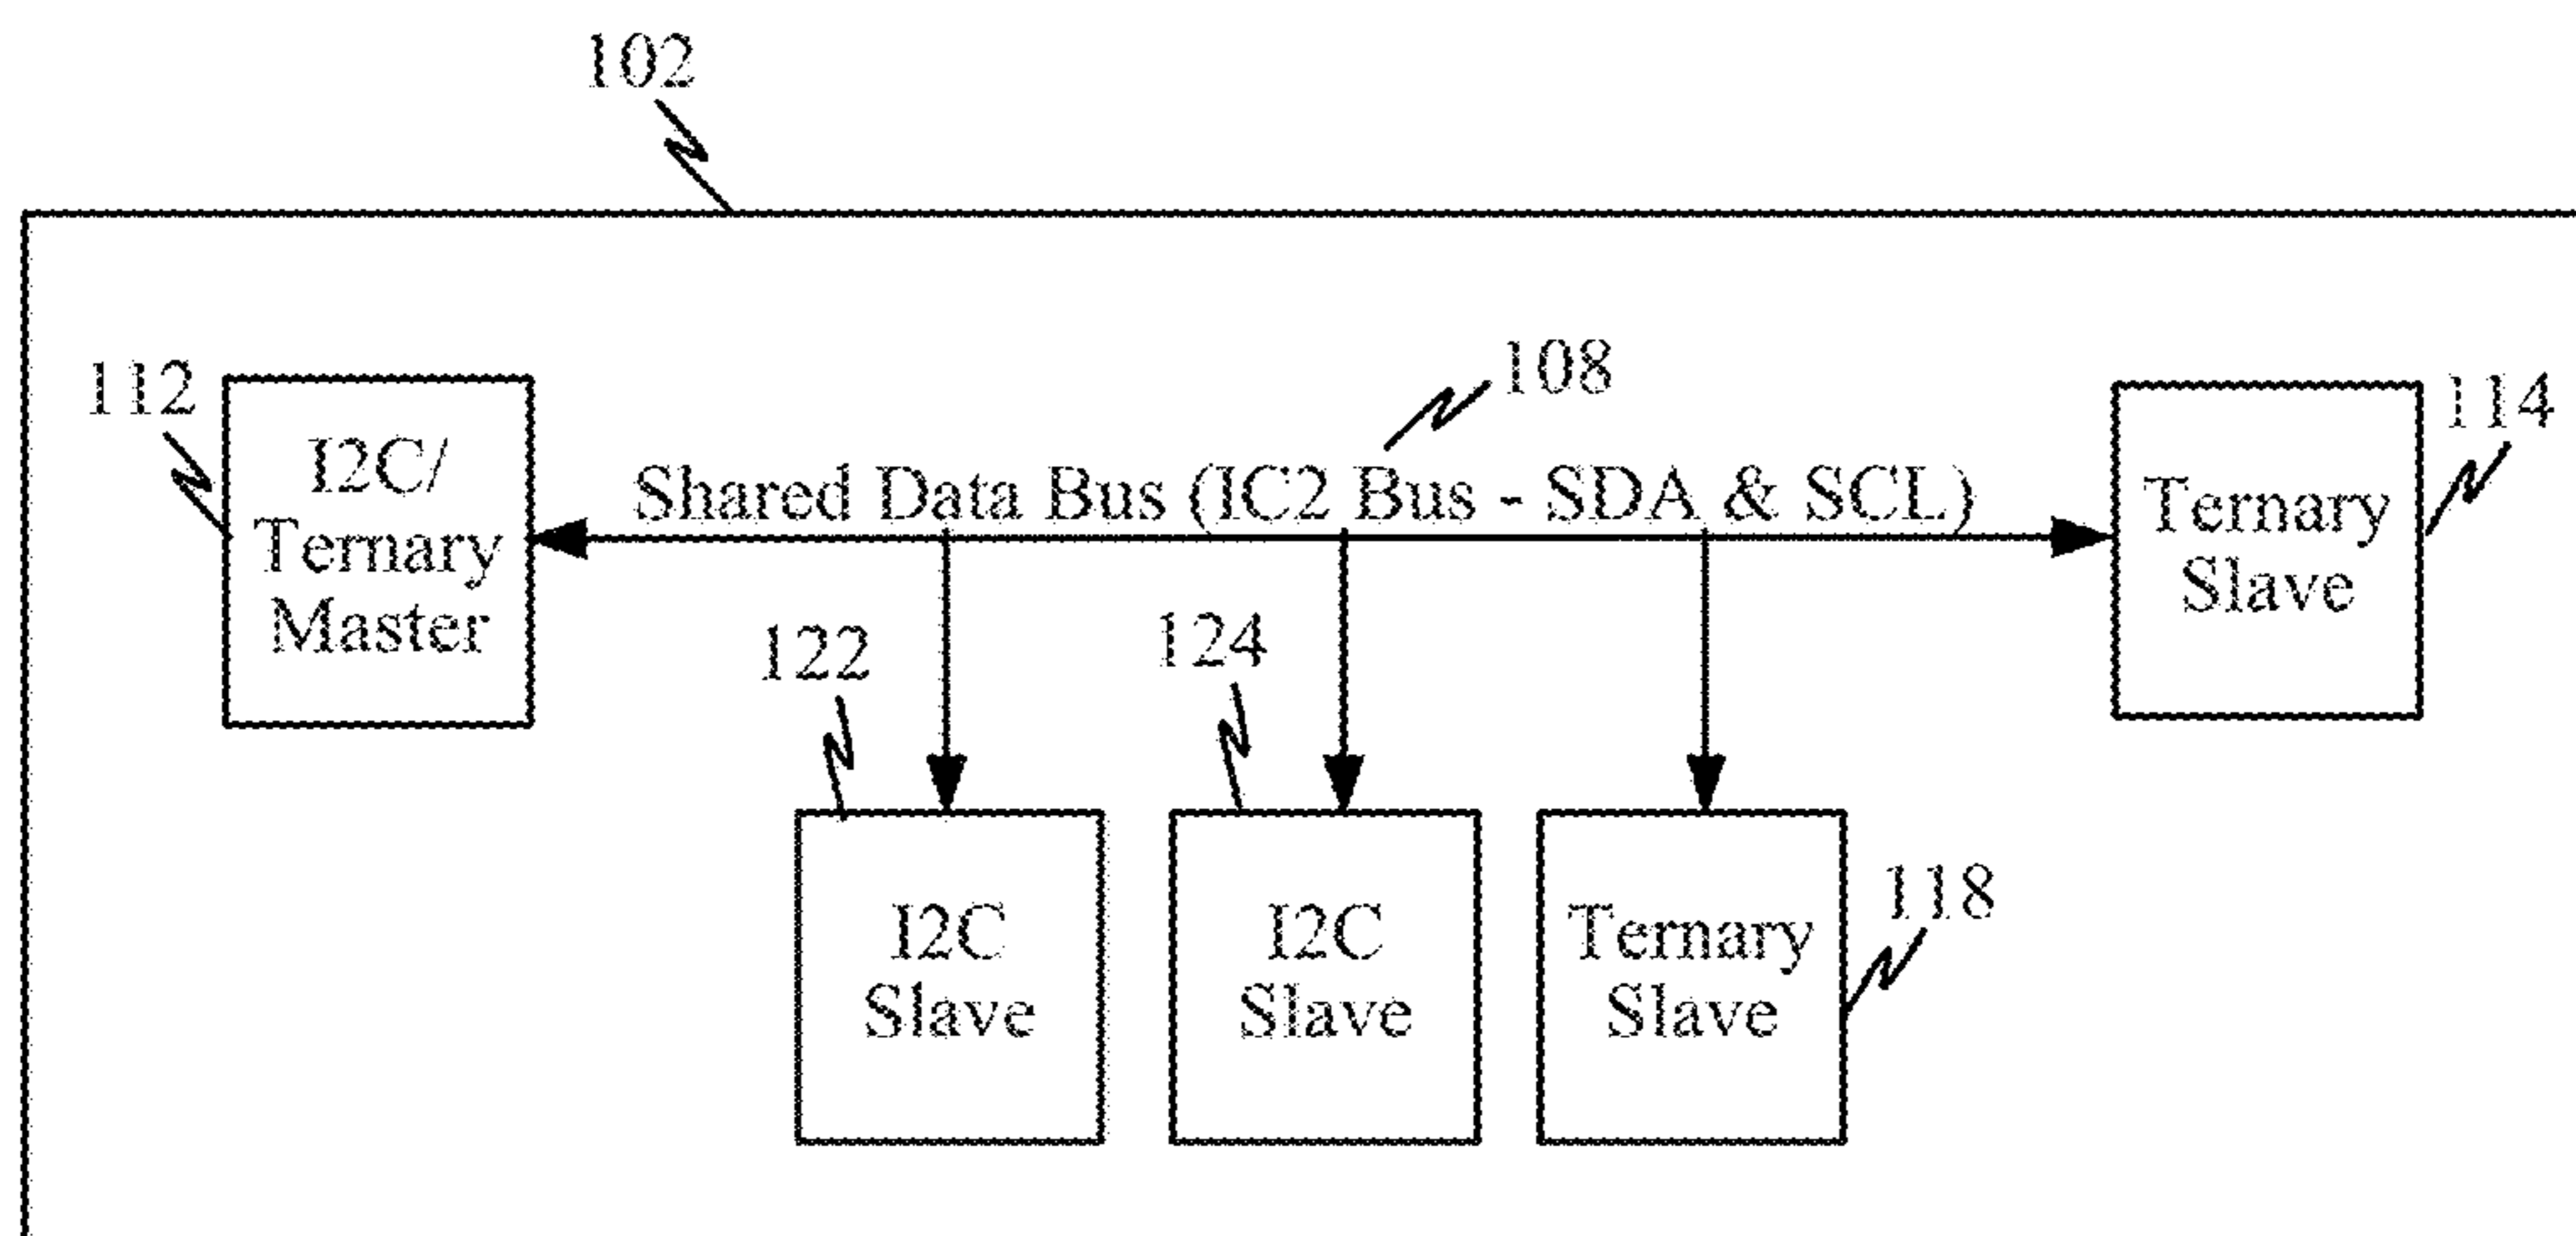 102
112
I2C/
Ternary
Master
108
Shared Data Bus (IC2 Bus - SDA & SCL)
114
Ternary
Slave
122
I2C
Slave
124
I2C
Slave
118
Ternary
Slave